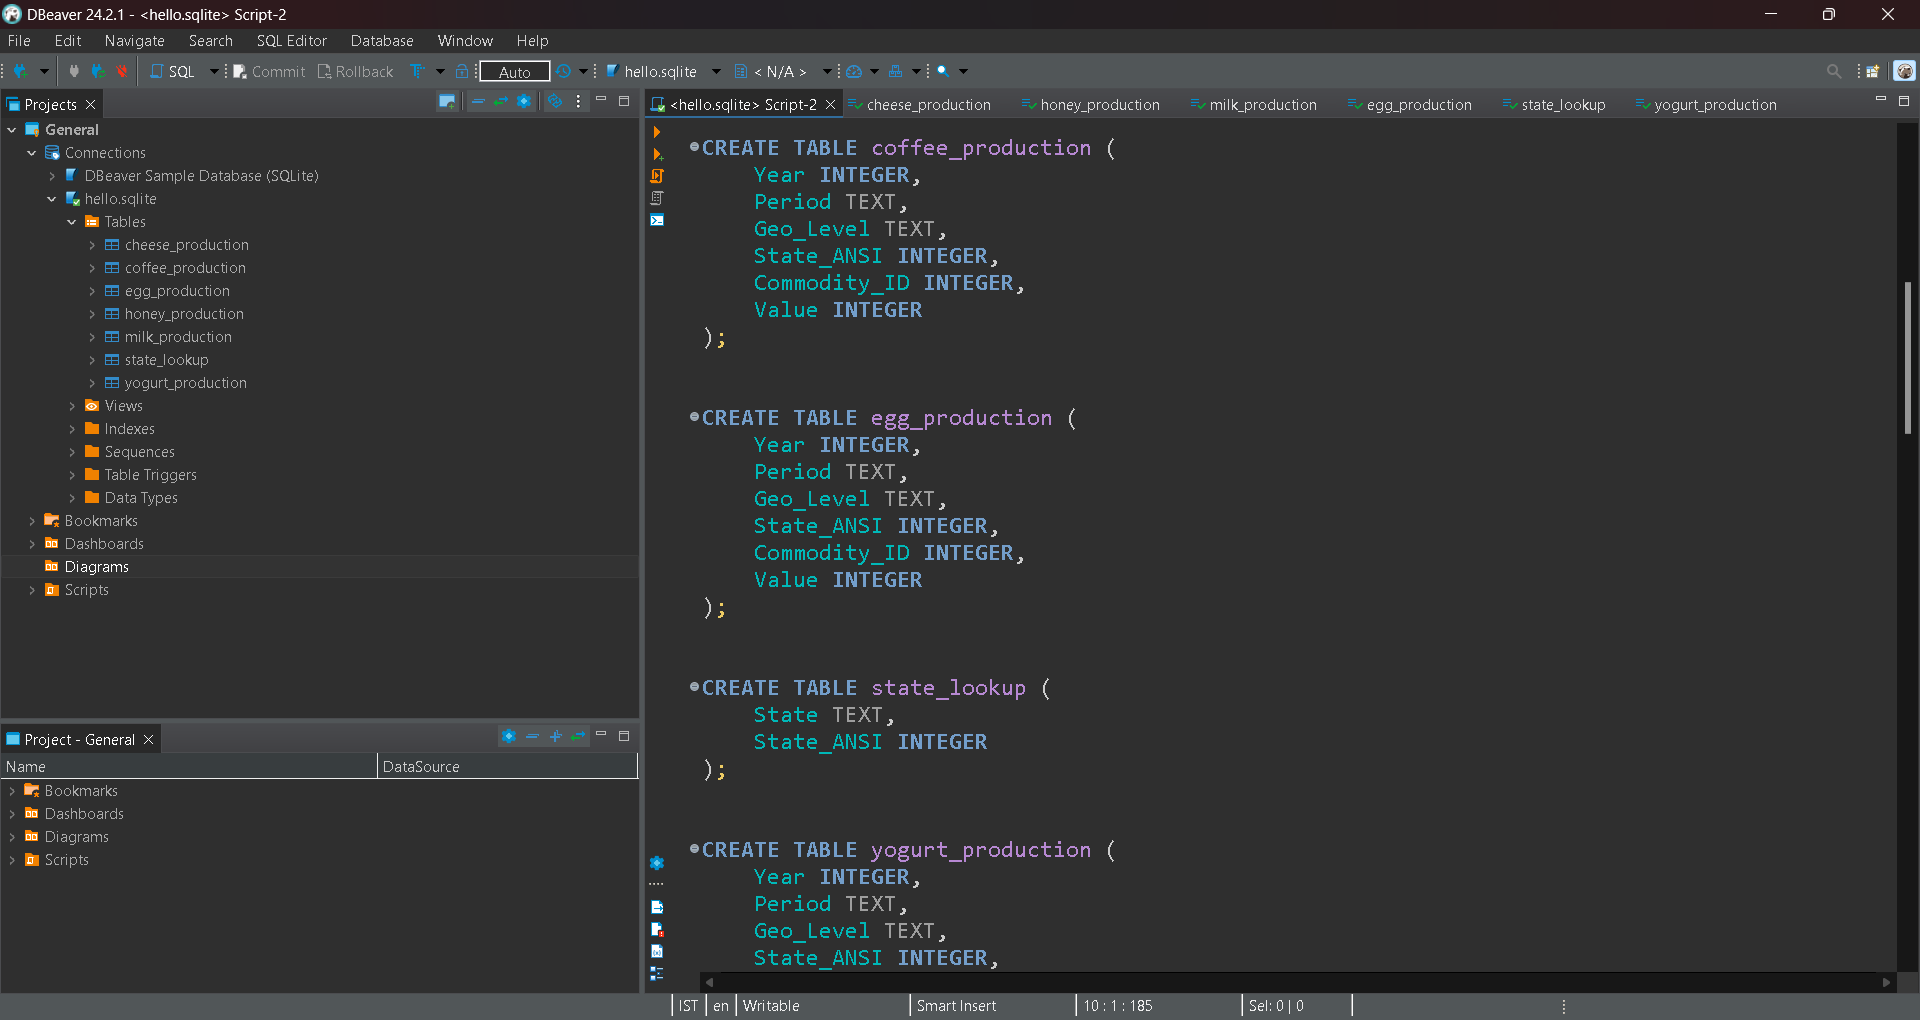 DBeaver 24.2.1 - <hello.sqlite> Script-2
File Edit Navigate Search SQL Editor Database Window Help
SQL Commit Rollback Auto hello.sqlite < N/A >
Projects
General
Connections
DBeaver Sample Database (SQLite)
hello.sqlite
Tables
cheese_production
coffee_production
egg_production
honey_production
milk_production
state_lookup
yogurt_production
Views
Indexes
Sequences
Table Triggers
Data Types
Bookmarks
Dashboards
Diagrams
Scripts
Project - General
Name DataSource
Bookmarks
Dashboards
Diagrams
Scripts
<hello.sqlite> Script-2 cheese_production honey_production milk_production egg_production state_lookup yogurt_production
CREATE TABLE coffee_production (
Year INTEGER,
Period TEXT,
Geo_Level TEXT,
State_ANSI INTEGER,
Commodity_ID INTEGER,
Value INTEGER
);
CREATE TABLE egg_production (
Year INTEGER,
Period TEXT,
Geo_Level TEXT,
State_ANSI INTEGER,
Commodity_ID INTEGER,
Value INTEGER
);
CREATE TABLE state_lookup (
State TEXT,
State_ANSI INTEGER
);
CREATE TABLE yogurt_production (
Year INTEGER,
Period TEXT,
Geo_Level TEXT,
State_ANSI INTEGER,
IST en Writable Smart Insert 10 : 1 : 185 Sel: 0 | 0